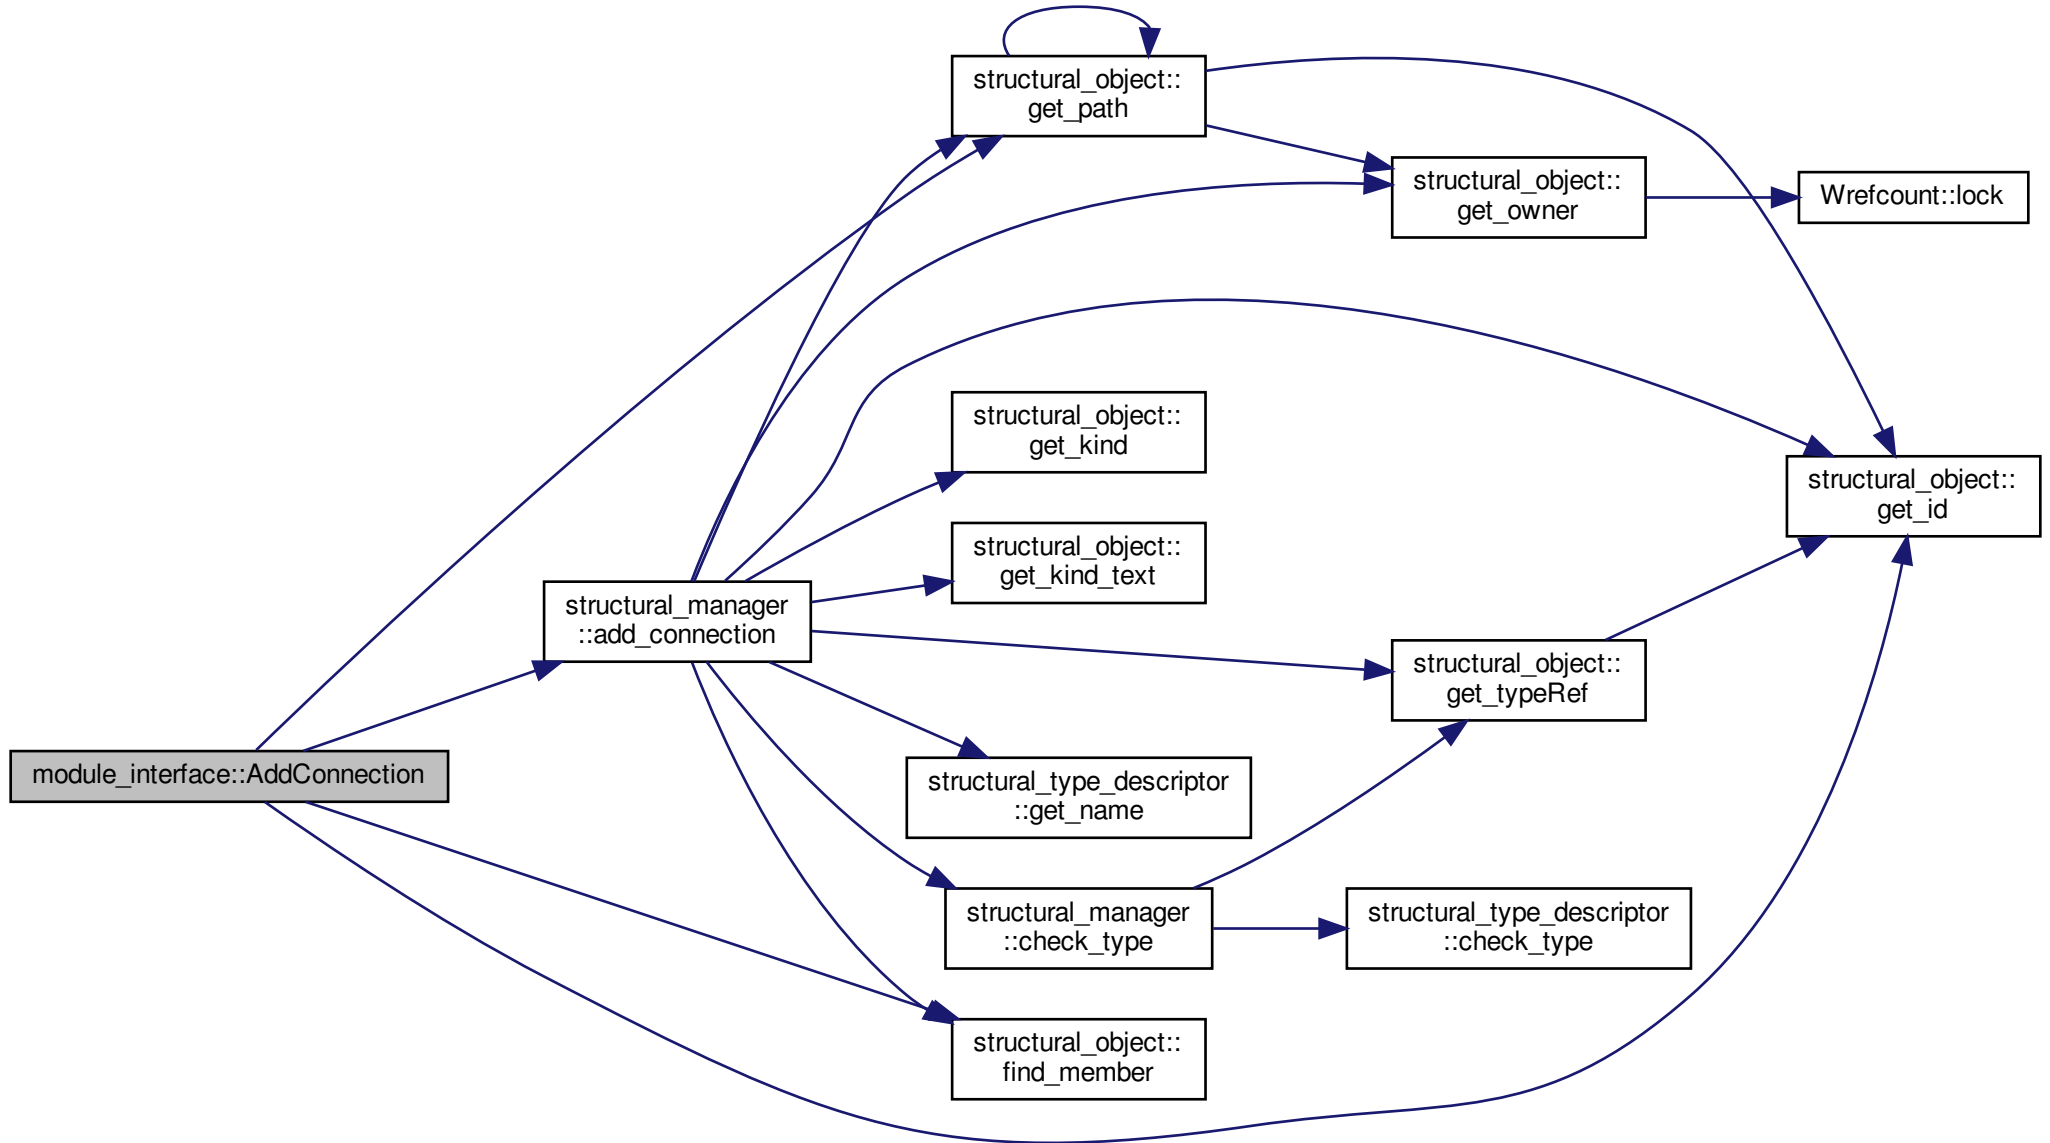 structural_object::
get_path
structural_object::
get_owner
Wrefcount::lock
structural_object::
get_kind
structural_object::
get_id
structural_object::
get_kind_text
structural_manager
::add_connection
structural_object::
get_typeRef
module_interface::AddConnection
structural_type_descriptor
::get_name
structural_manager
::check_type
structural_type_descriptor
::check_type
structural_object::
find_member